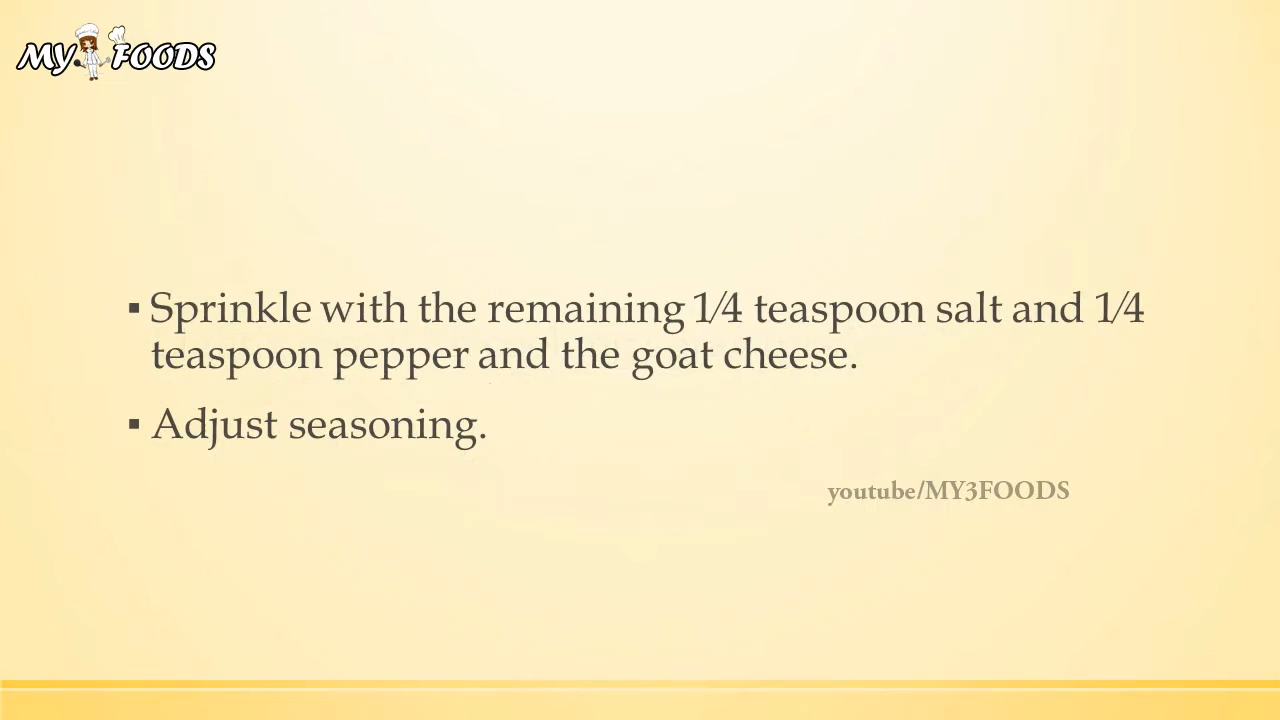 MY FOODS
▪ Sprinkle with the remaining 1⁄4 teaspoon salt and 1⁄4
teaspoon pepper and the goat cheese.
▪ Adjust seasoning.
youtube/MY3FOODS